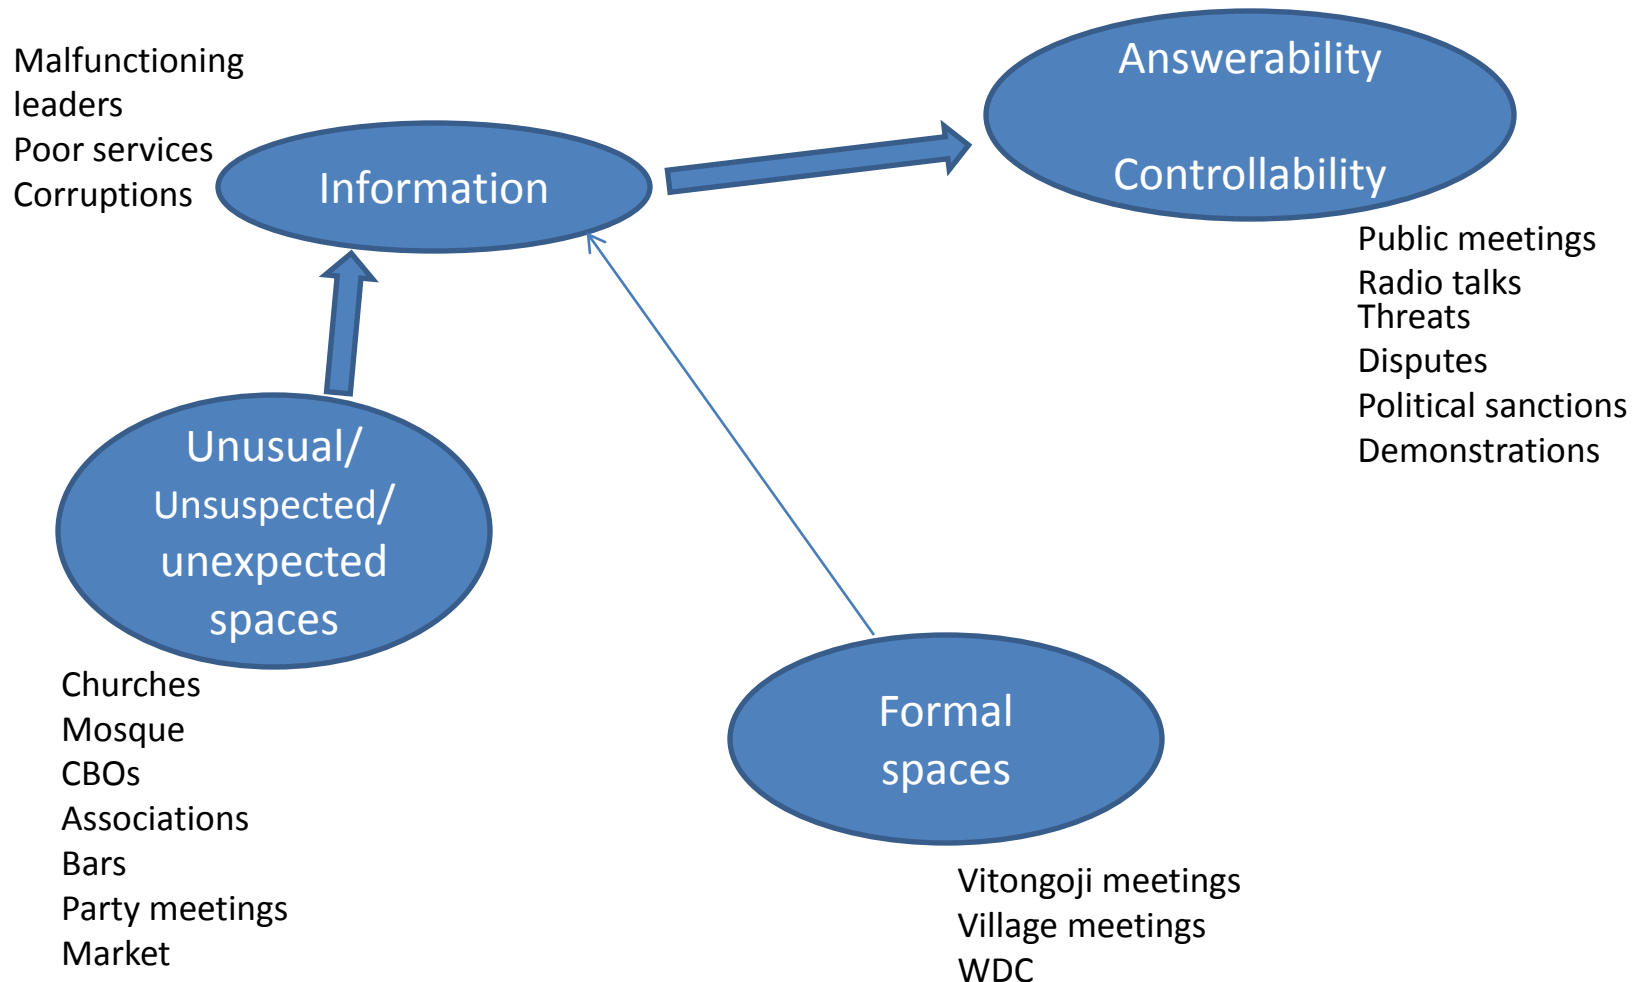 Malfunctioning
leaders
Poor services
Corruptions
Information
Answerability
Controllability
Public meetings
Radio talks
Threats
Disputes
Political sanctions
Demonstrations
Unusual/
Unsuspected/
unexpected
spaces
Churches
Mosque
CBOs
Associations
Bars
Party meetings
Market
Formal
spaces
Vitongoji meetings
Village meetings
WDC